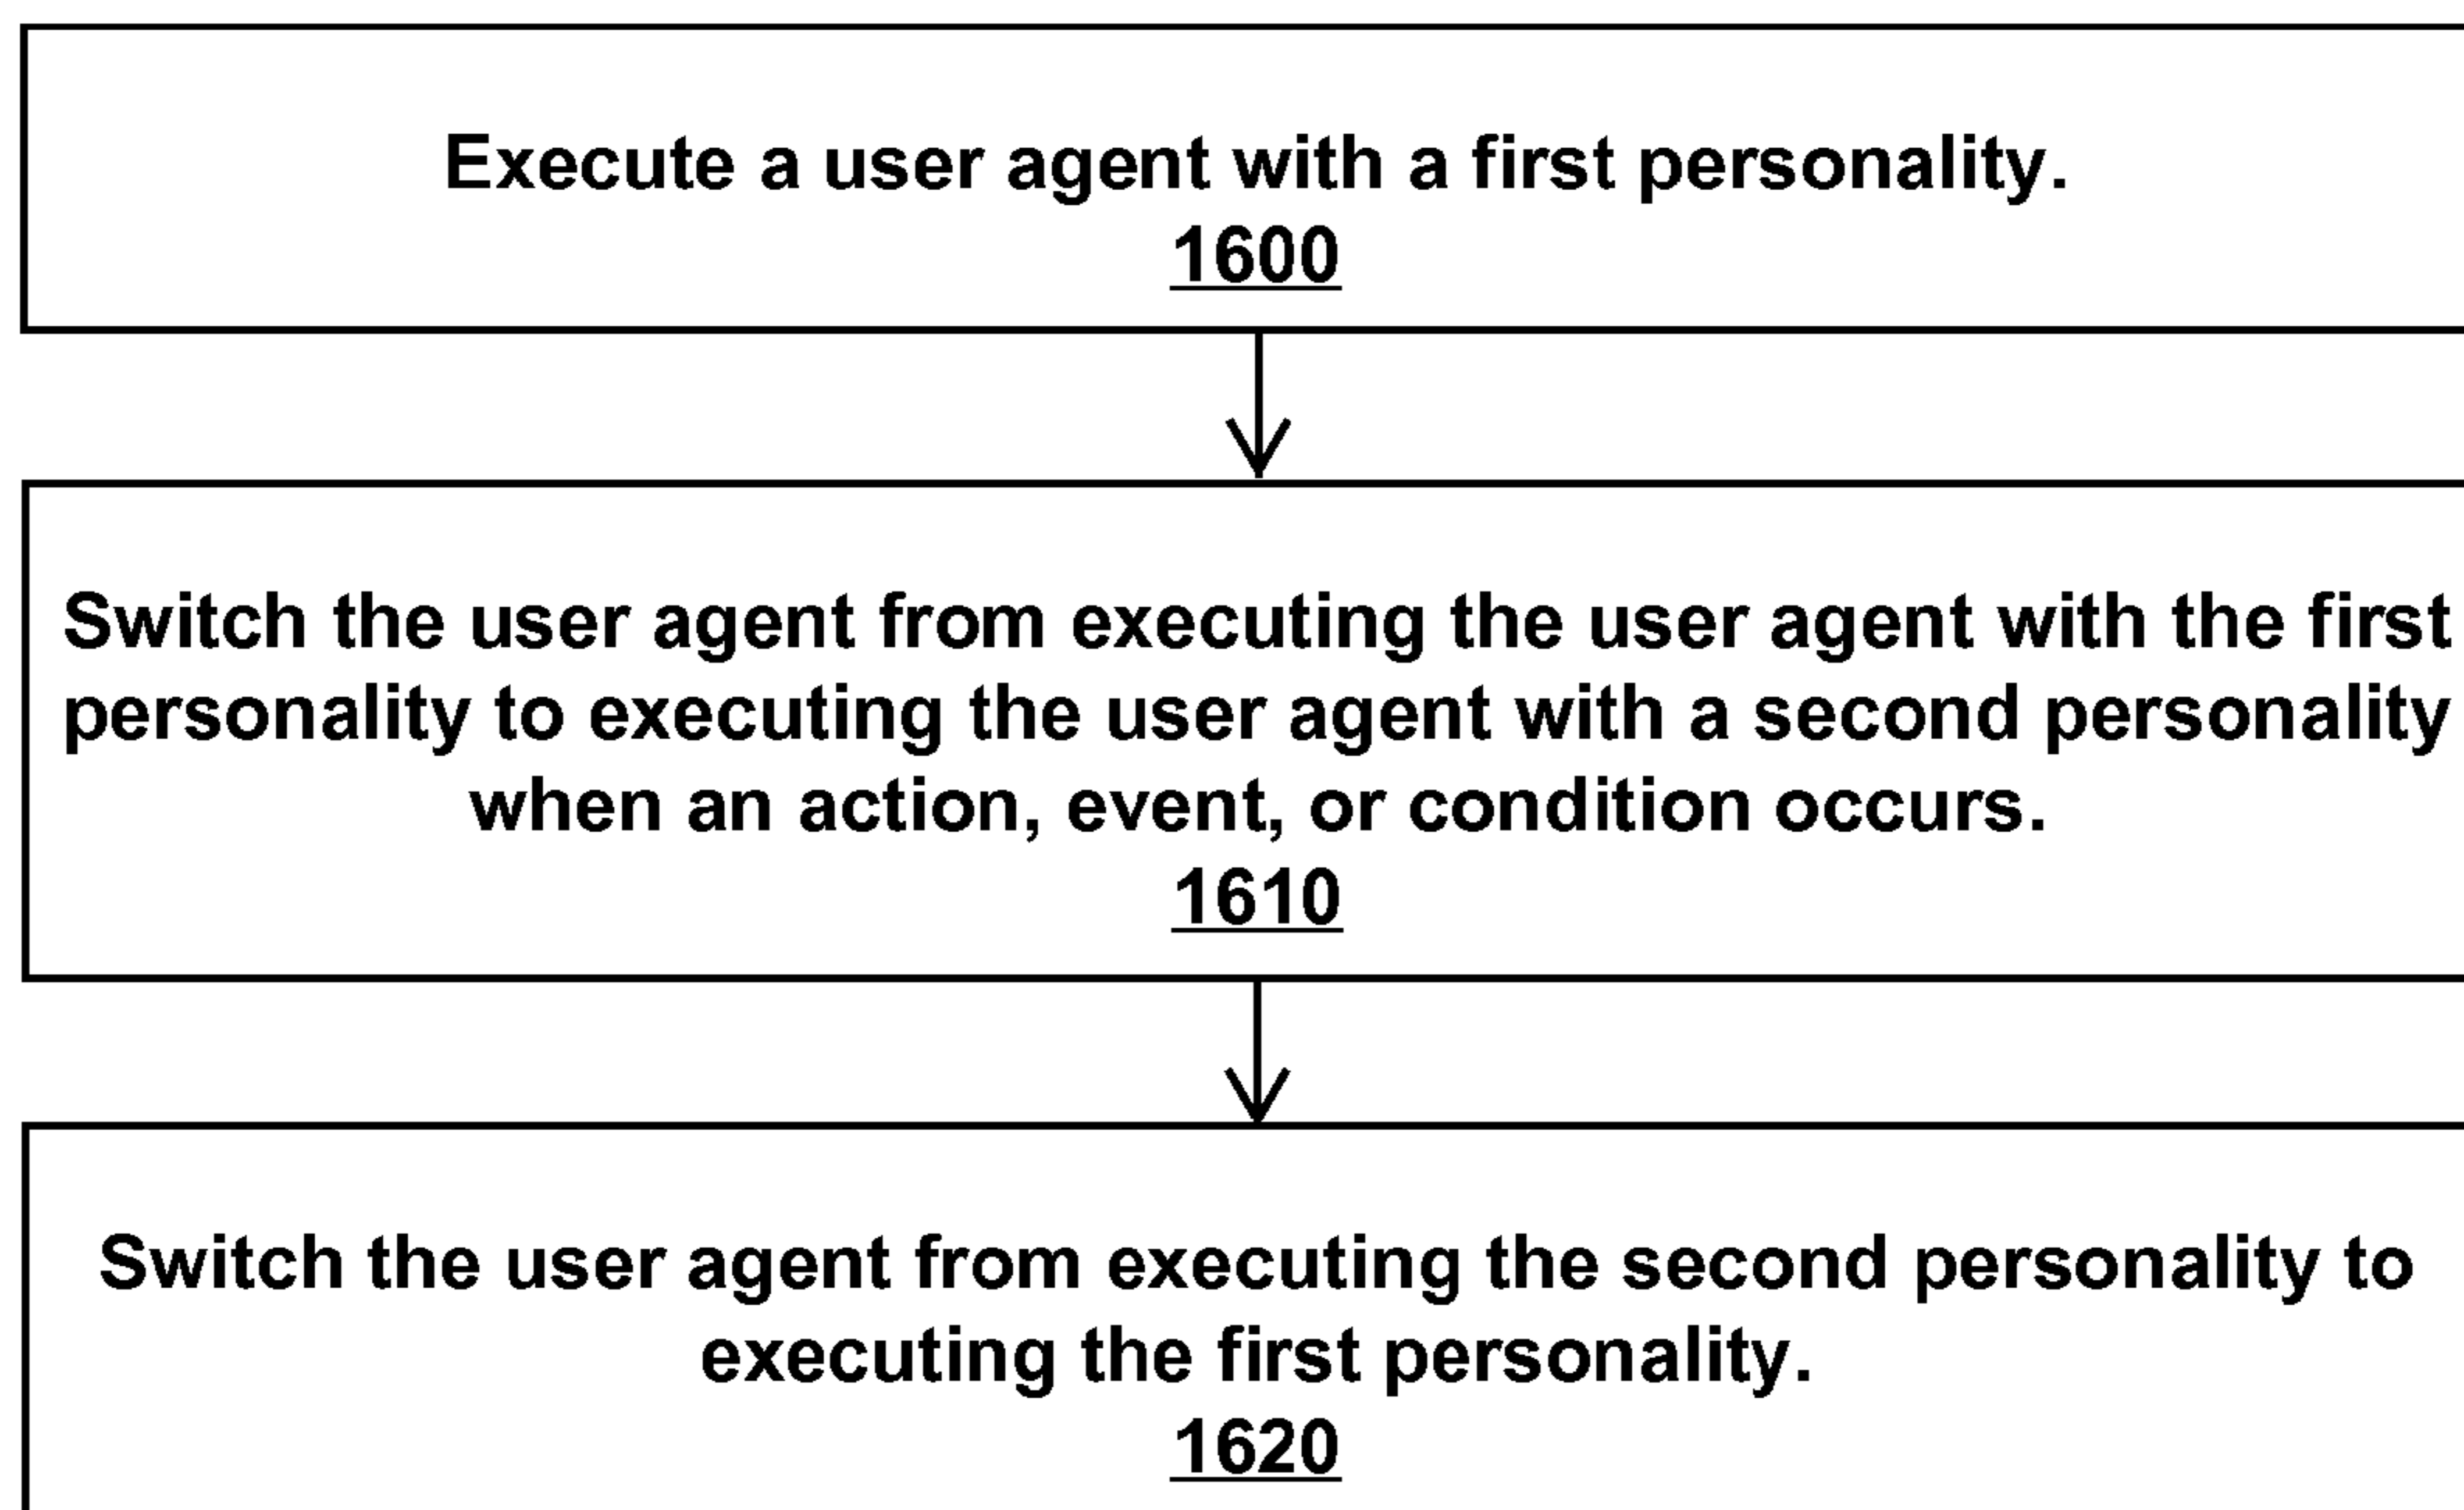 Execute a user agent with a first personality.
1600
Switch the user agent from executing the user agent with the first
personality to executing the user agent with a second personality
when an action, event, or condition occurs.
1610
Switch the user agent from executing the second personality to
executing the first personality.
1620